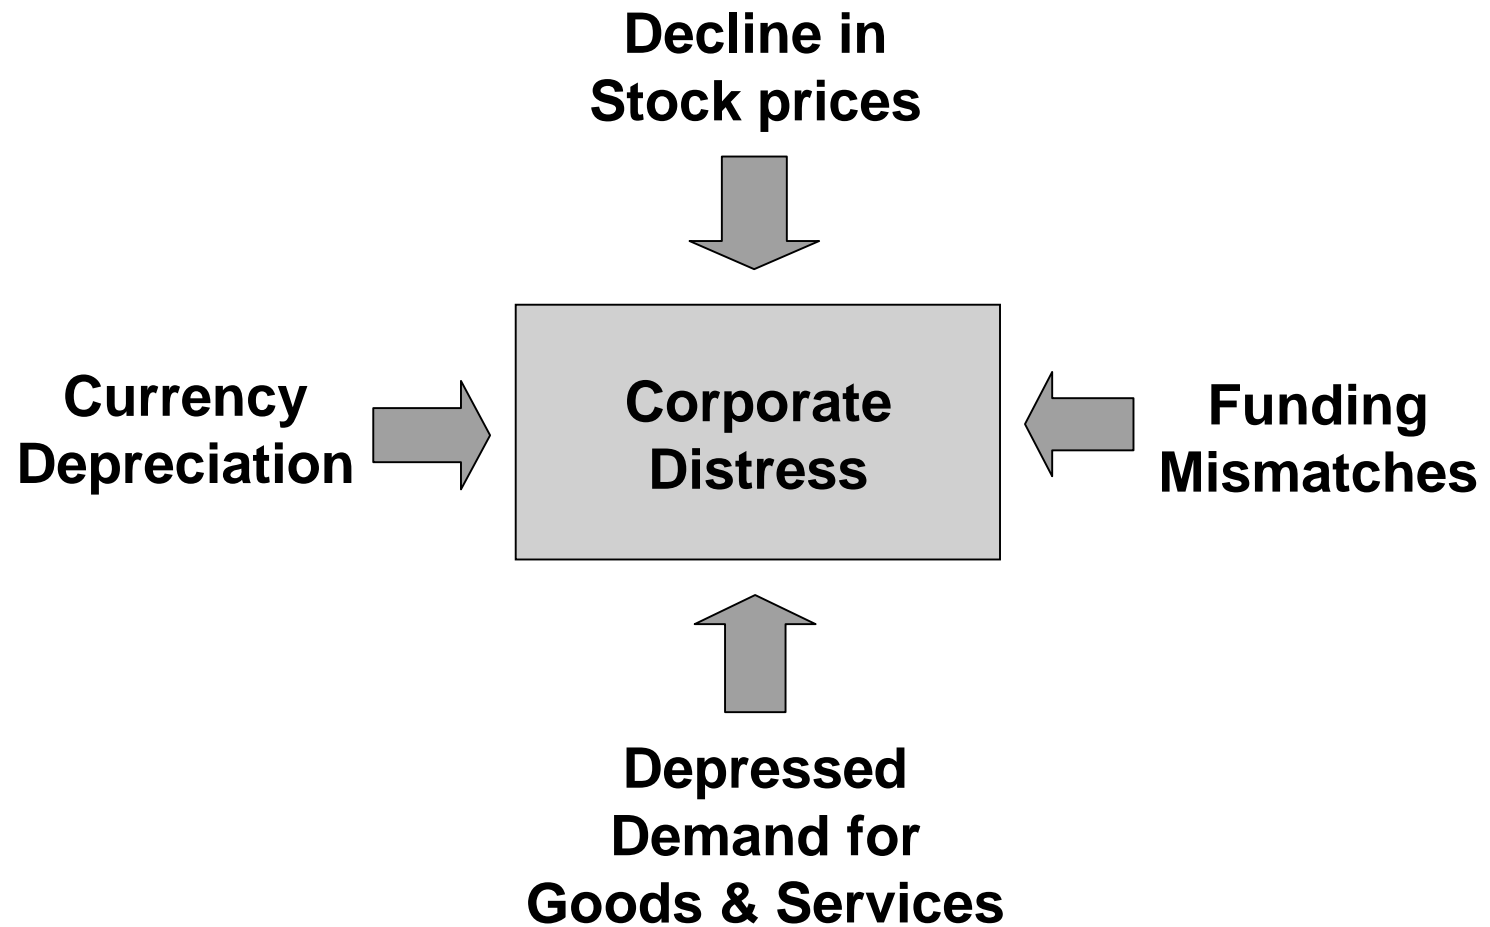 Decline in
Stock prices
Currency
Depreciation
Corporate
Distress
Funding
Mismatches
Depressed
Demand for
Goods & Services